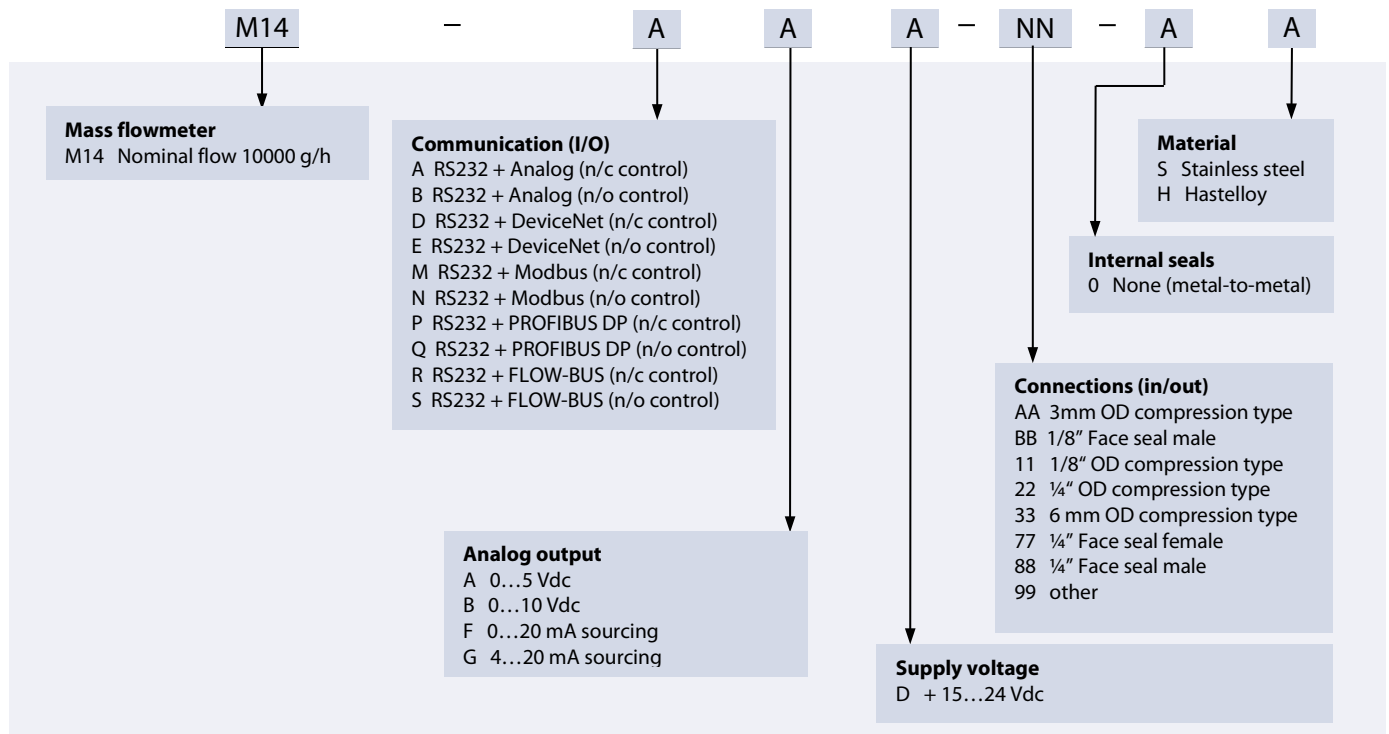 M14 – A A A – NN – A A
Mass flowmeter
M14 Nominal flow 10000 g/h
Communication (I/O)
A RS232 + Analog (n/c control)
B RS232 + Analog (n/o control)
D RS232 + DeviceNet (n/c control)
E RS232 + DeviceNet (n/o control)
M RS232 + Modbus (n/c control)
N RS232 + Modbus (n/o control)
P RS232 + PROFIBUS DP (n/c control)
Q RS232 + PROFIBUS DP (n/o control)
R RS232 + FLOW-BUS (n/c control)
S RS232 + FLOW-BUS (n/o control)
Analog output
A 0…5 Vdc
B 0…10 Vdc
F 0…20 mA sourcing
G 4…20 mA sourcing
Supply voltage
D + 15…24 Vdc
Connections (in/out)
AA 3mm OD compression type
BB 1/8” Face seal male
11 1/8“ OD compression type
22 ¼“ OD compression type
33 6 mm OD compression type
77 ¼” Face seal female
88 ¼” Face seal male
99 other
Internal seals
0 None (metal-to-metal)
Material
S Stainless steel
H Hastelloy